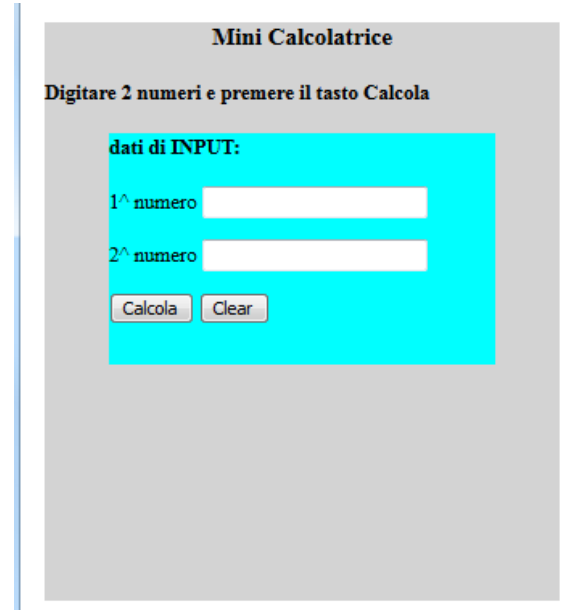 Mini Calcolatrice
Digitare 2 numeri e premere il tasto Calcola
dati di INPUT:
1^ numero
2^ numero
Calcola Clear